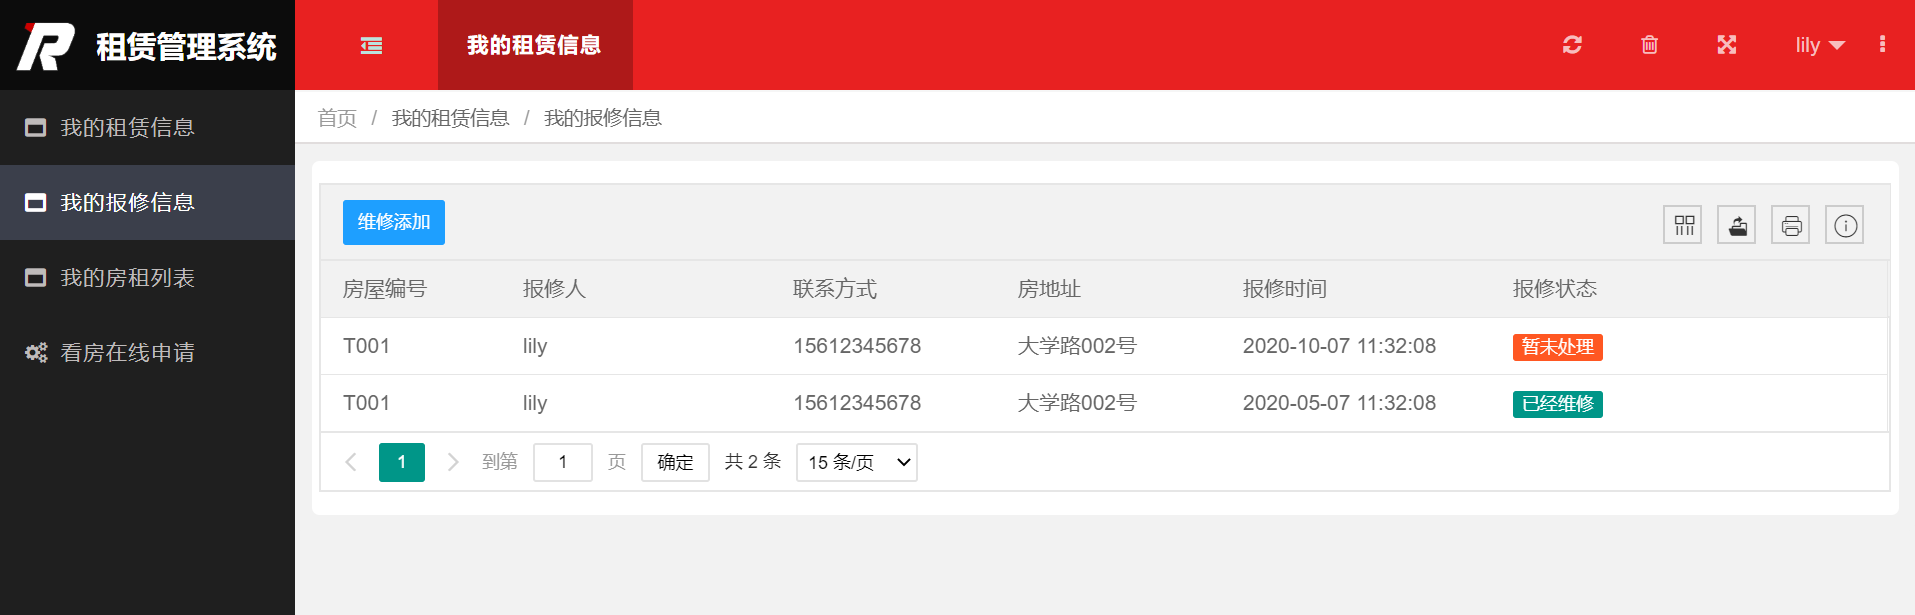 租赁管理系统
我的租赁信息
lily
我的租赁信息
我的报修信息
我的房租列表
看房在线申请
首页 / 我的租赁信息 / 我的报修信息
维修添加
房屋编号 报修人 联系方式 房地址 报修时间 报修状态
T001 lily 15612345678 大学路002号 2020-10-07 11:32:08 暂未处理
T001 lily 15612345678 大学路002号 2020-05-07 11:32:08 已经维修
1 到第 1 页 确定 共 2 条 15 条/页